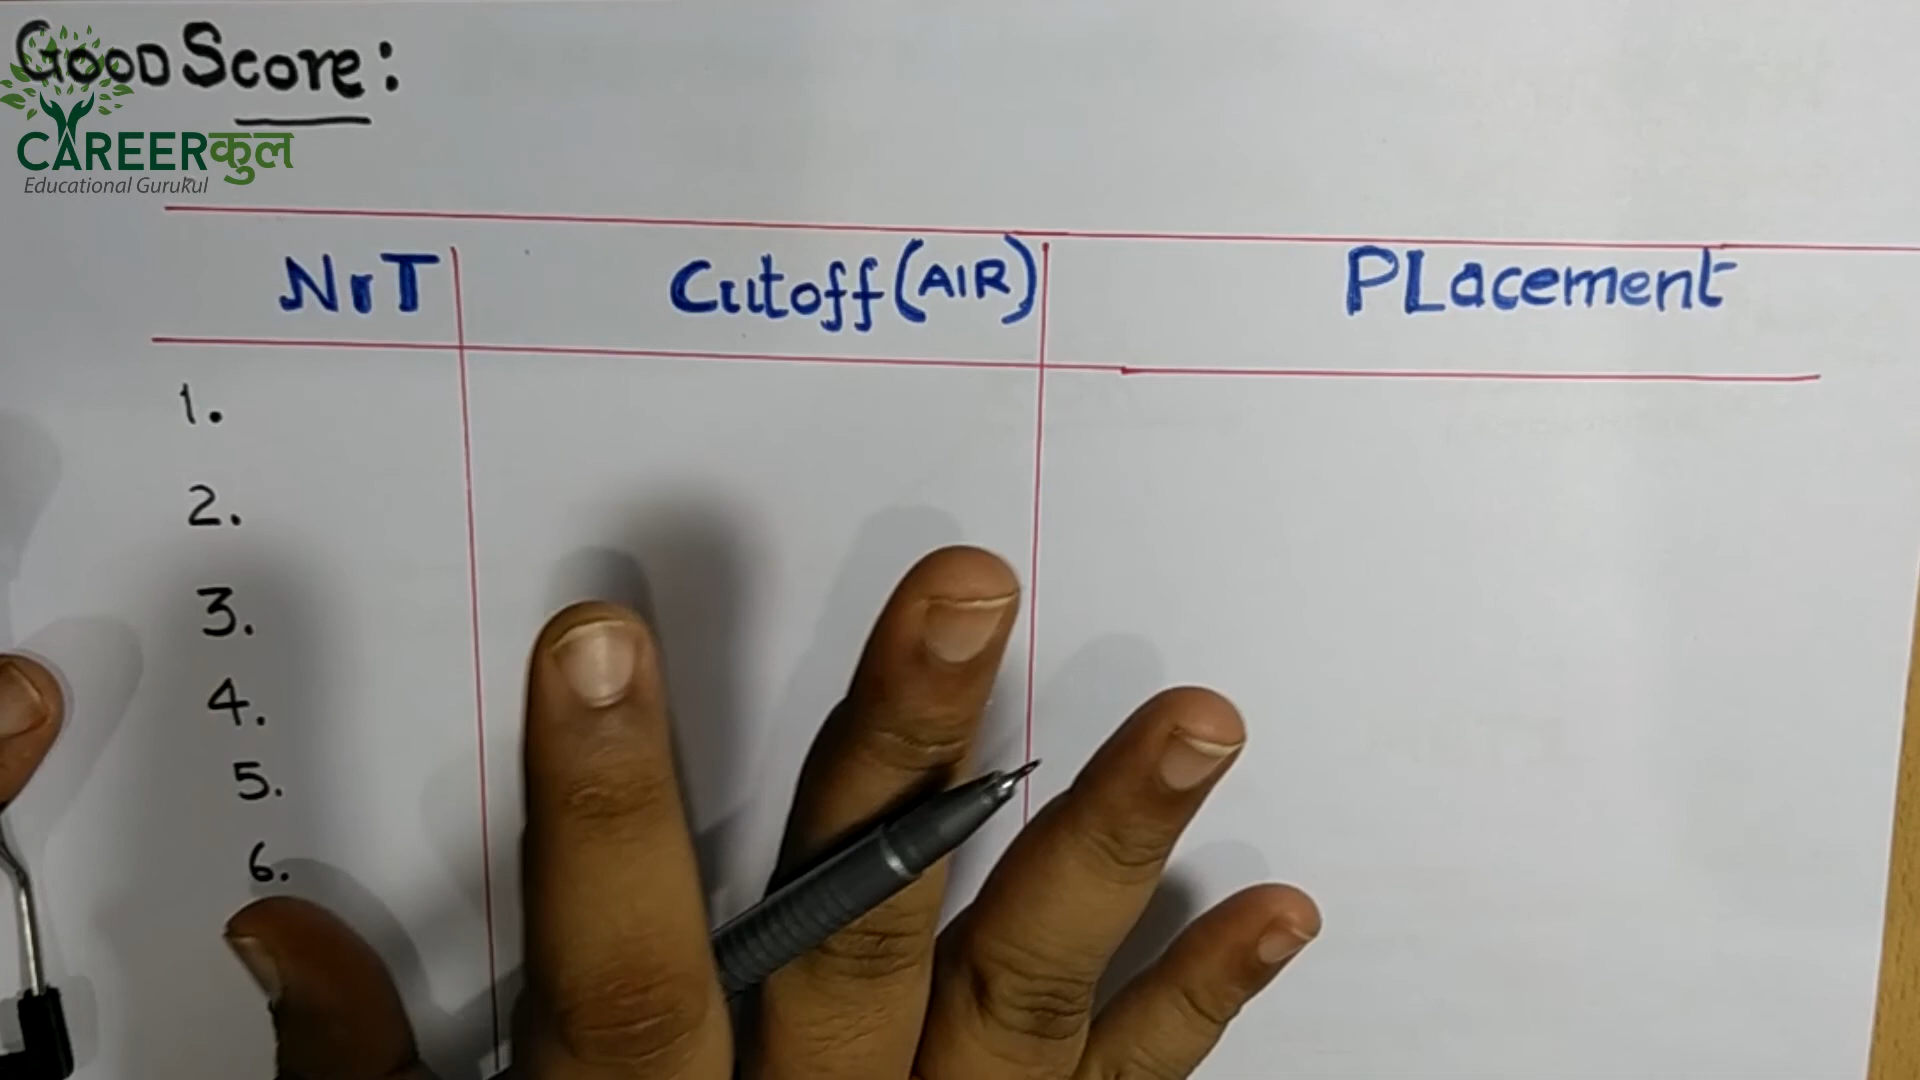 GOOD Score:
CAREERकुल
Educational Gurukul
NIT Cutoff (AIR) PLacement
1.
2.
3.
4.
5.
6.